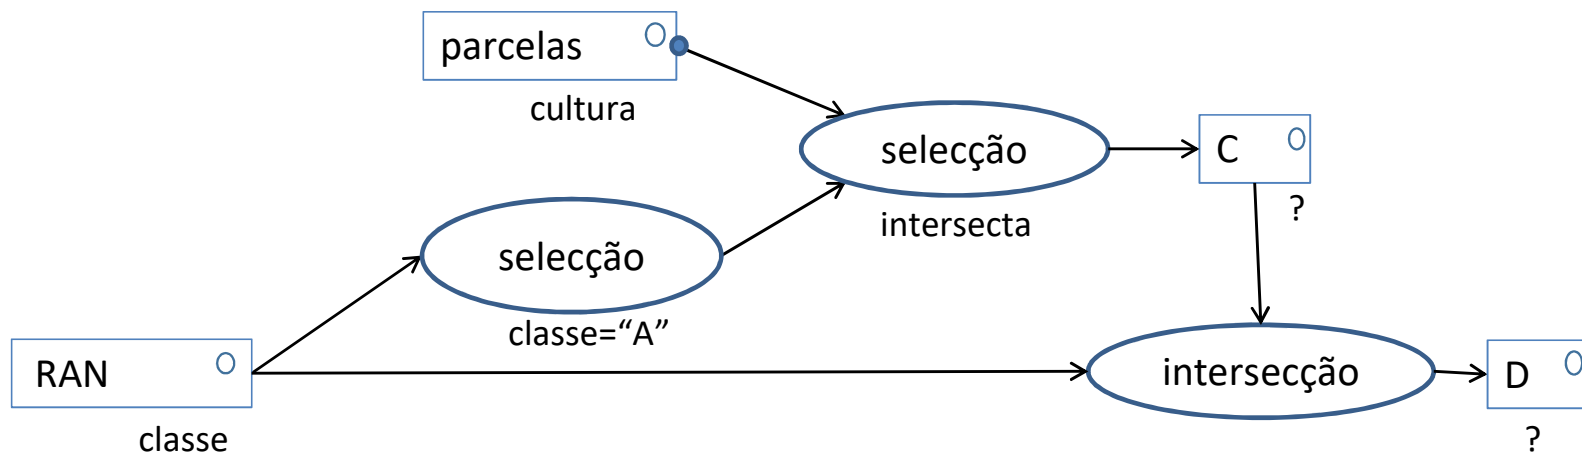 parcelas
cultura
selecção
intersecta
C
?
selecção
classe=“A”
RAN
classe
intersecção
D
?